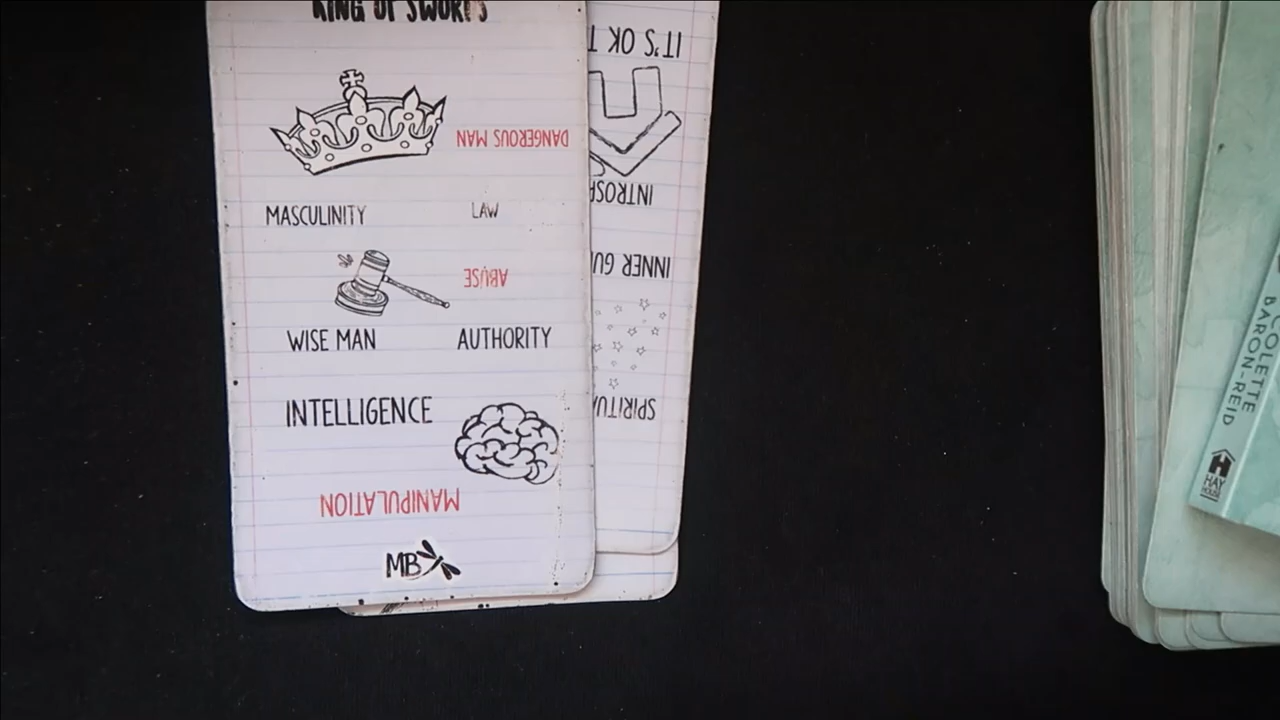 KING OF SWORDS
DANGEROUS MAN
MASCULINITY
LAW
ABUSE
WISE MAN
AUTHORITY
INTELLIGENCE
MANIPULATION
MB
IT'S OK T
INTROS
INNER GU
SPIRITU
COLETTE
BARON-REID
HAY
HOUSE